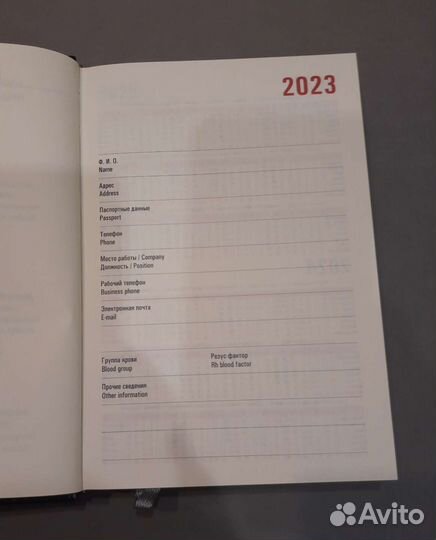 2023
Ф. И. О.
Name
Адрес
Address
Паспортные данные
Passport
Телефон
Phone
Место работы / Company
Должность / Position
Рабочий телефон
Business phone
Электронная почта
E-mail
Группа крови Резус-фактор
Blood group Rh blood factor
Прочие сведения
Other information
Avito